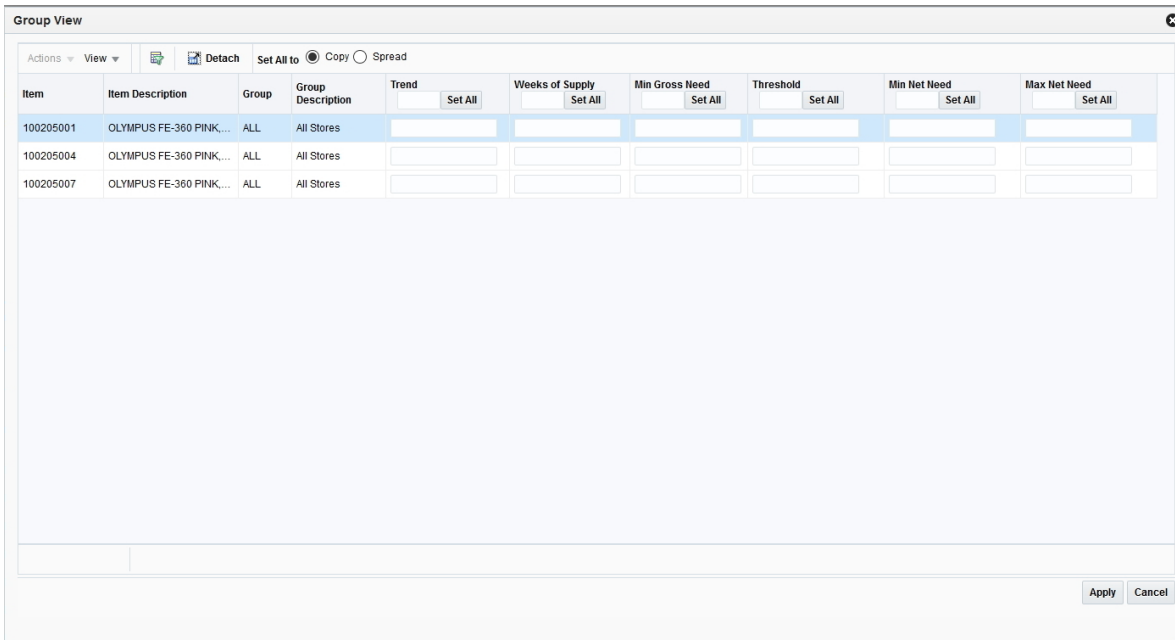 Group View
Actions View Detach Set All to Copy Spread
Item Item Description Group Group Description Trend Set All Weeks of Supply Set All Min Gross Need Set All Threshold Set All Min Net Need Set All Max Net Need Set All
100205001 OLYMPUS FE-360 PINK,... ALL All Stores
100205004 OLYMPUS FE-360 PINK,... ALL All Stores
100205007 OLYMPUS FE-360 PINK,... ALL All Stores
Apply Cancel